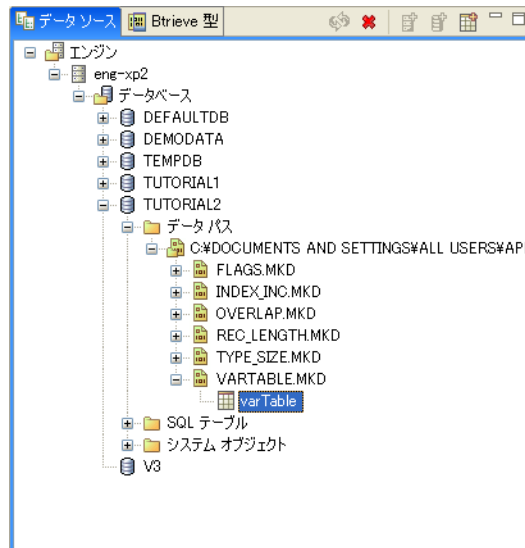 データ ソース Btrieve 型
エンジン
eng-xp2
データベース
DEFAULTDB
DEMODATA
TEMPDB
TUTORIAL1
TUTORIAL2
データ パス
C:¥DOCUMENTS AND SETTINGS¥ALL USERS¥AP
FLAGS.MKD
INDEX_INC.MKD
OVERLAP.MKD
REC_LENGTH.MKD
TYPE_SIZE.MKD
VARTABLE.MKD
varTable
SQL テーブル
システム オブジェクト
V3